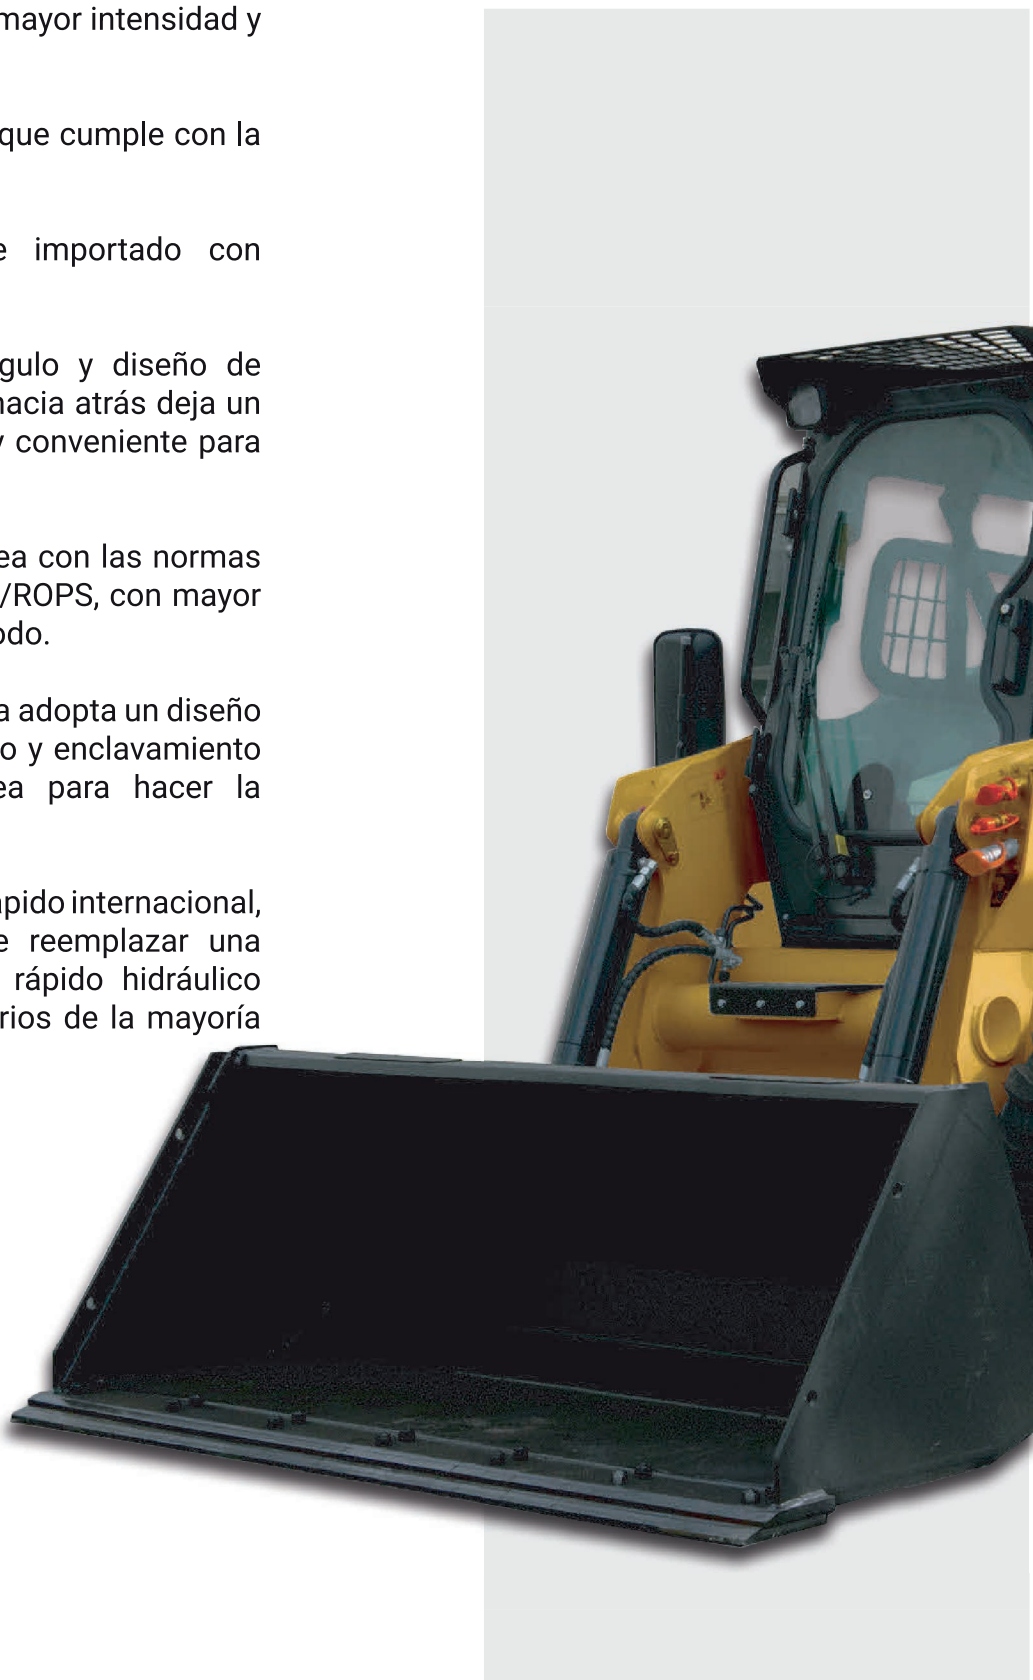 mayor intensidad y
que cumple con la
e importado con
gulo y diseño de
hacia atrás deja un
y conveniente para
ea con las normas
/ROPS, con mayor
odo.
a adopta un diseño
o y enclavamiento
ea para hacer la
ápido internacional,
e reemplazar una
rápido hidráulico
rios de la mayoría